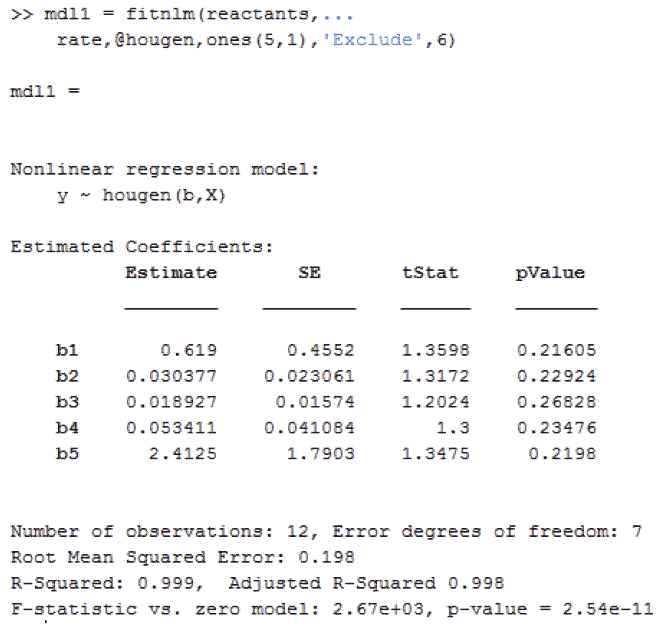 >> mdl1 = fitnlm(reactants,...
rate,@hougen,ones(5,1),'Exclude',6)
mdl1 =
Nonlinear regression model:
y ~ hougen(b,X)
Estimated Coefficients:
Estimate SE tStat pValue
b1 0.619 0.4552 1.3598 0.21605
b2 0.030377 0.023061 1.3172 0.22924
b3 0.018927 0.01574 1.2024 0.26828
b4 0.053411 0.041084 1.3 0.23476
b5 2.4125 1.7903 1.3475 0.2198
Number of observations: 12, Error degrees of freedom: 7
Root Mean Squared Error: 0.198
R-Squared: 0.999, Adjusted R-Squared 0.998
F-statistic vs. zero model: 2.67e+03, p-value = 2.54e-11